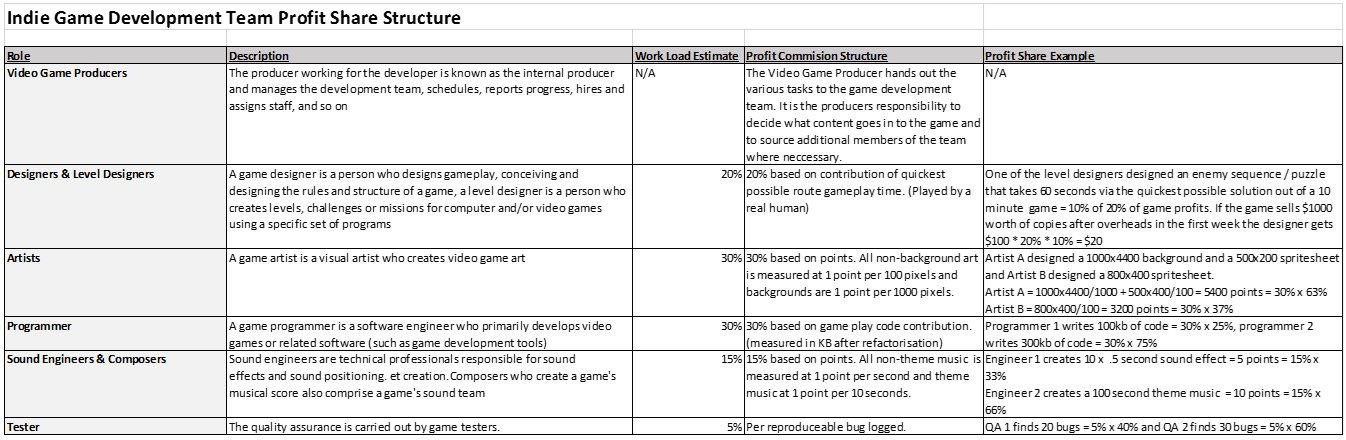 Indie Game Development Team Profit Share Structure
Role Description Work Load Estimate Profit Commision Structure Profit Share Example
Video Game Producers
The producer working for the developer is known as the internal producer
and manages the development team, schedules, reports progress, hires and
assigns staff, and so on
N/A
The Video Game Producer hands out the
various tasks to the game development
team. It is the producers responsibility to
decide what content goes in to the game and
to source additional members of the team
where neccessary.
N/A
Designers & Level Designers
A game designer is a person who designs gameplay, conceiving and
designing the rules and structure of a game, a level designer is a person who
creates levels, challenges or missions for computer and/or video games
using a specific set of programs
20%
20% based on contribution of quickest
possible route gameplay time. (Played by a
real human)
One of the level designers designed an enemy sequence / puzzle
that takes 60 seconds via the quickest possible solution out of a 10
minute game = 10% of 20% of game profits. If the game sells $1000
worth of copies after overheads in the first week the designer gets
$100 * 20% * 10% = $20
Artists
A game artist is a visual artist who creates video game art
30%
30% based on points. All non-background art
is measured at 1 point per 100 pixels and
backgrounds are 1 point per 1000 pixels.
Artist A designed a 1000x4400 background and a 500x200 spritesheet
and Artist B designed a 800x400 spritesheet.
Artist A = 1000x4400/1000 + 500x400/100 = 5400 points = 30% x 63%
Artist B = 800x400/100 = 3200 points = 30% x 37%
Programmer
A game programmer is a software engineer who primarily develops video
games or related software (such as game development tools)
30%
30% based on game play code contribution.
(measured in KB after refactorisation)
Programmer 1 writes 100kb of code = 30% x 25%, programmer 2
writes 300kb of code = 30% x 75%
Sound Engineers & Composers
Sound engineers are technical professionals responsible for sound
effects and sound positioning. et creation.Composers who create a game's
musical score also comprise a game's sound team
15%
15% based on points. All non-theme music is
measured at 1 point per second and theme
music at 1 point per 10 seconds.
Engineer 1 creates 10 x .5 second sound effect = 5 points = 15% x
33%
Engineer 2 creates a 100 second theme music = 10 points = 15% x
66%
Tester
The quality assurance is carried out by game testers.
5%
Per reproduceable bug logged.
QA 1 finds 20 bugs = 5% x 40% and QA 2 finds 30 bugs = 5% x 60%